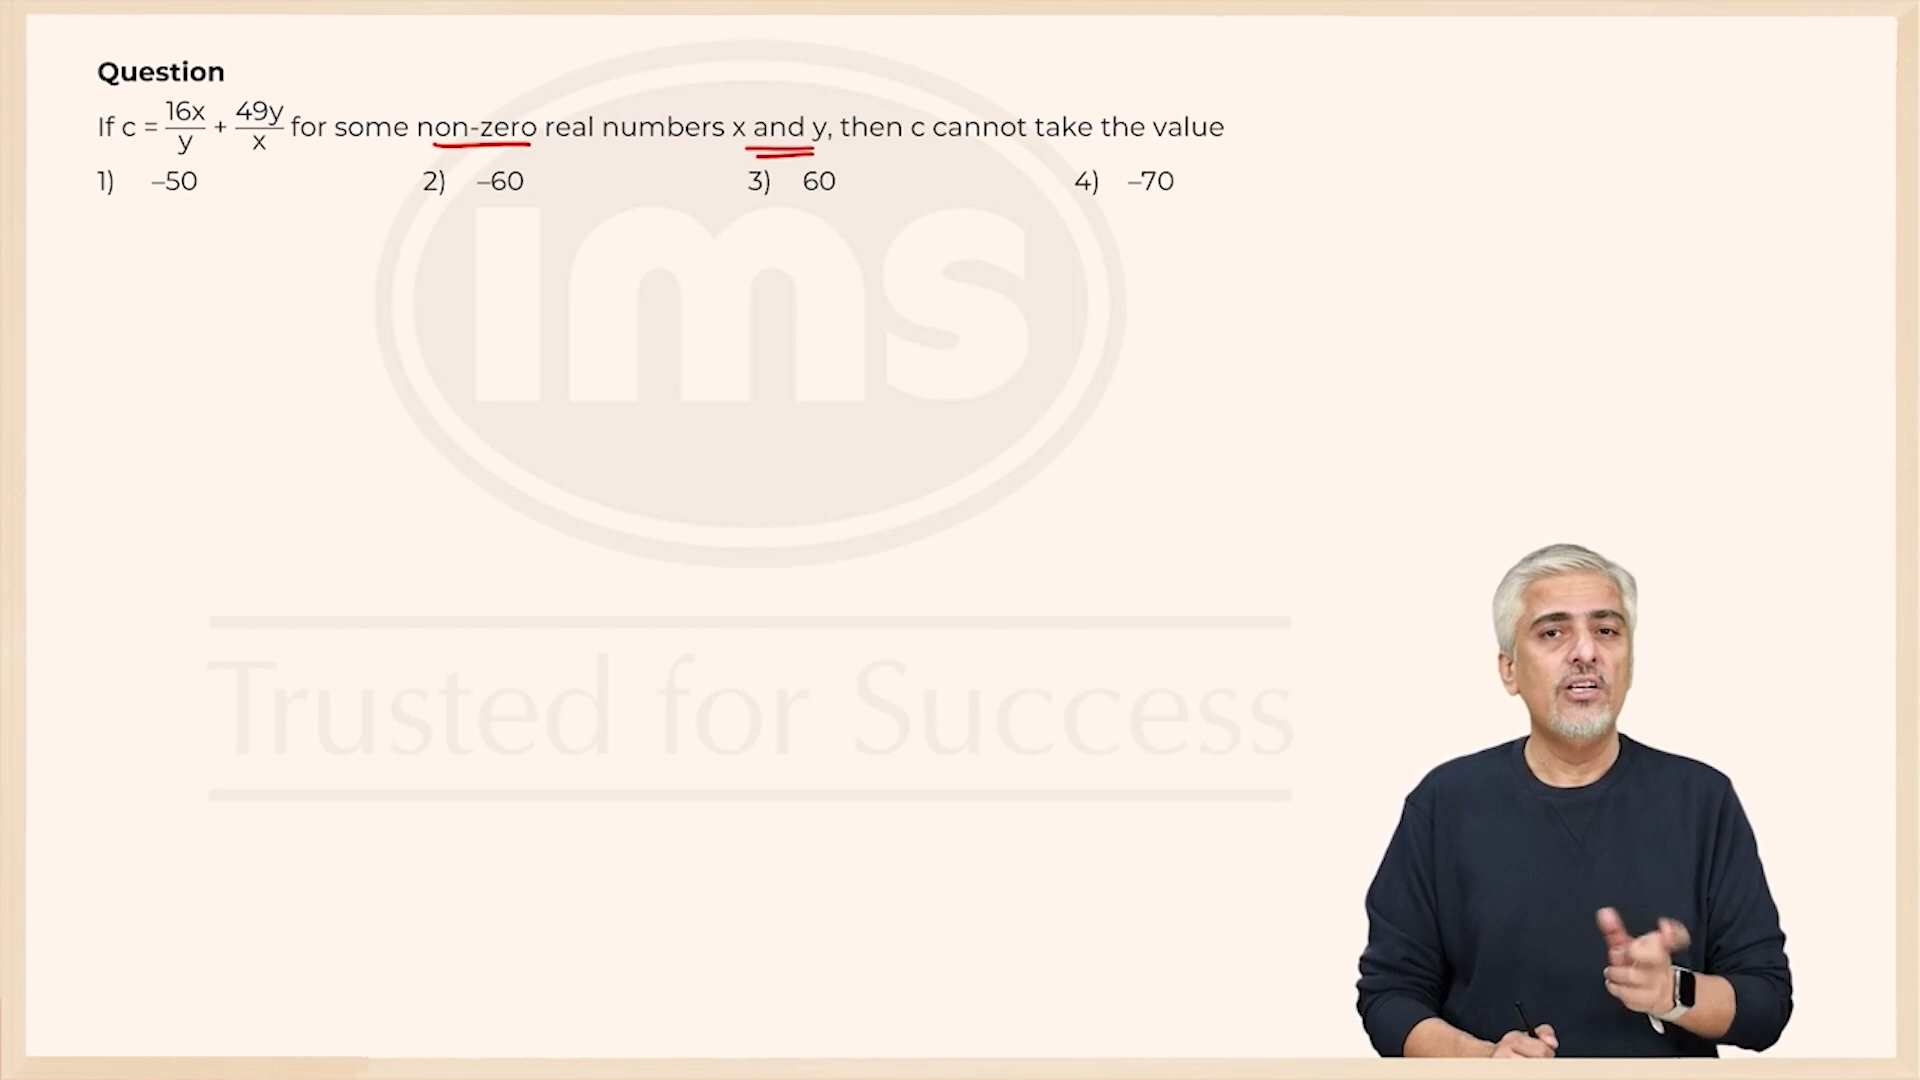 Question
If c = 16x/y + 49y/x for some non-zero real numbers x and y, then c cannot take the value
1) –50 2) –60 3) 60 4) –70
ims
Trusted for Success